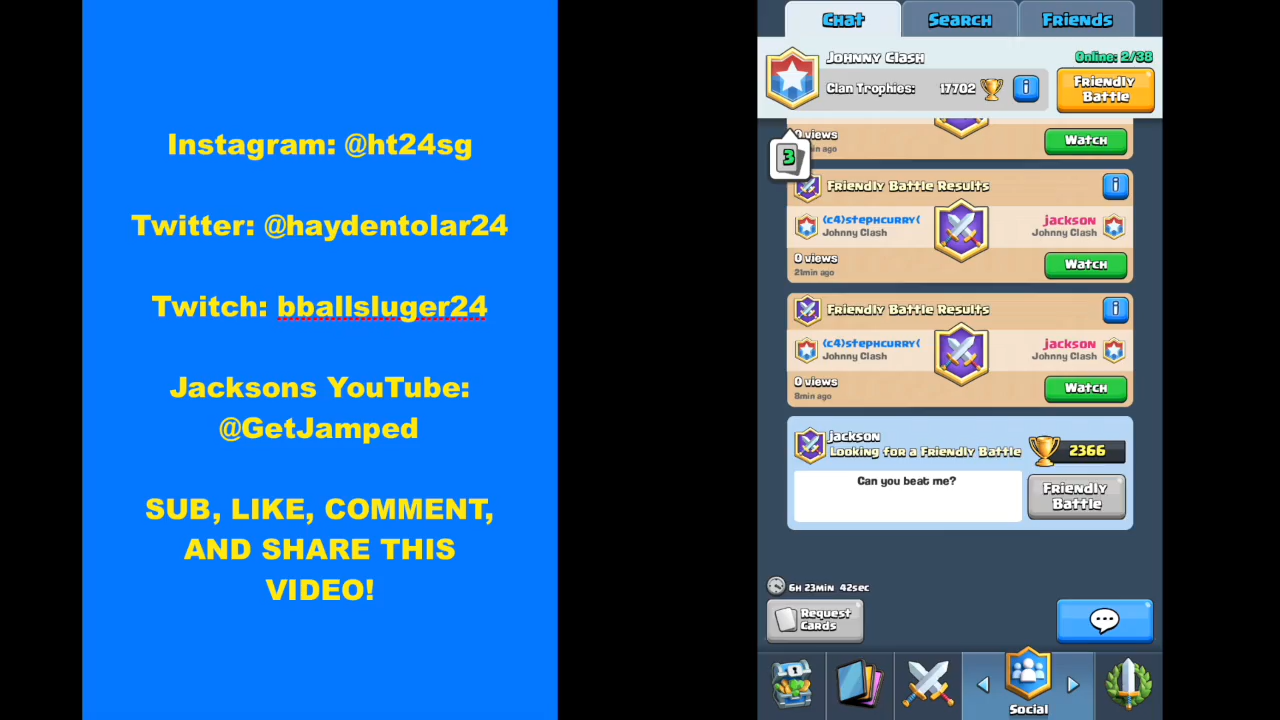 Instagram: @ht24sg
Twitter: @haydentolar24
Twitch: bballsluger24
Jacksons YouTube:
@GetJamped
SUB, LIKE, COMMENT,
AND SHARE THIS
VIDEO!
Chat
Search
Friends
Johnny Clash
Online: 2/38
Clan Trophies:
17702
Friendly
Battle
0 views
ago
Watch
3
Friendly Battle Results
(c4)stephcurry(
Johnny Clash
jackson
Johnny Clash
0 views
21min ago
Watch
Friendly Battle Results
(c4)stephcurry(
Johnny Clash
jackson
Johnny Clash
0 views
8min ago
Watch
jackson
Looking for a Friendly Battle
2366
Can you beat me?
Friendly
Battle
6h 23min 42sec
Request
Cards
Social